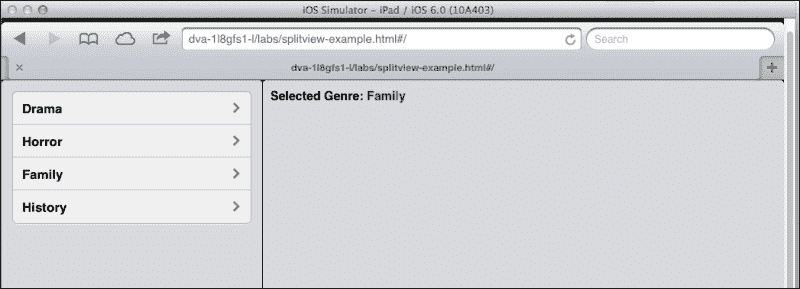 iOS Simulator – iPad / iOS 6.0 (10A403)
dva-1l8gfs1-l/labs/splitview-example.html#/
Search
dva-1l8gfs1-l/labs/splitview-example.html#/
Drama
Horror
Family
History
Selected Genre: Family